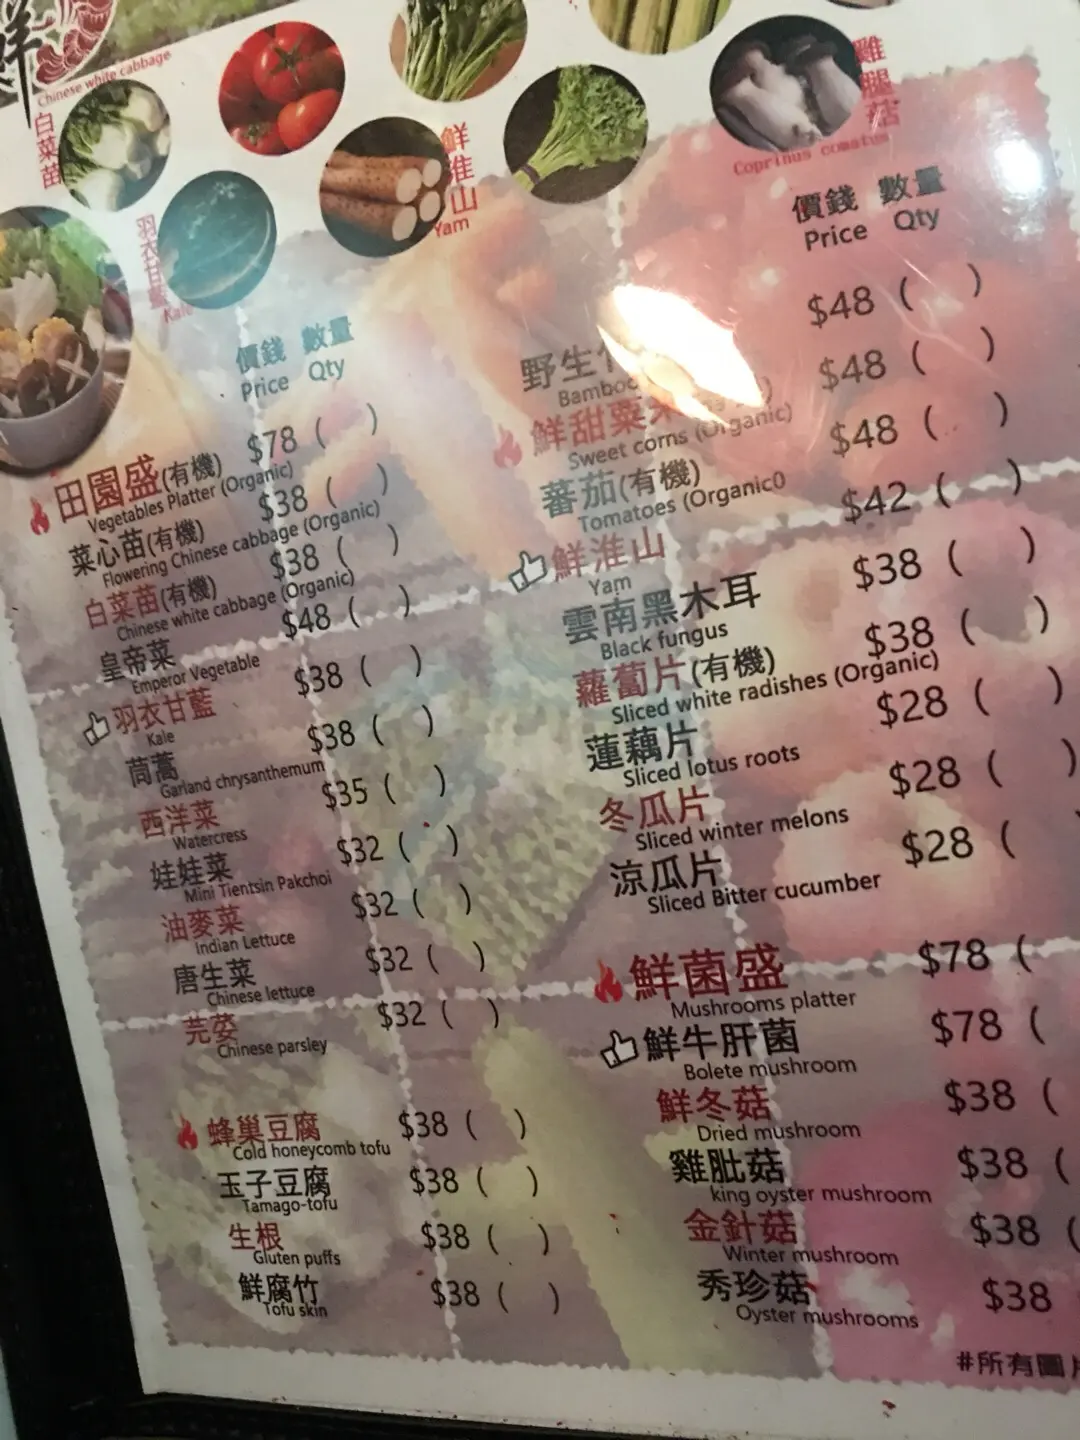 鮮
Chinese white cabbage
白菜苗
羽衣甘藍
Kale
鮮淮山
Yam
雞腿菇
Coprinus comatus
價錢 數量
Price Qty
田園盛(有機) $78 ( )
Vegetables Platter (Organic)
菜心苗(有機) $38 ( )
Flowering Chinese cabbage (Organic)
白菜苗(有機) $38 ( )
Chinese white cabbage (Organic)
皇帝菜 $48 ( )
Emperor Vegetable
羽衣甘藍 $38 ( )
Kale
茼蒿 $38 ( )
Garland chrysanthemum
西洋菜 $35 ( )
Watercress
娃娃菜 $32 ( )
Mini Tientsin Pakchoi
油麥菜 $32 ( )
Indian Lettuce
唐生菜 $32 ( )
Chinese lettuce
芫荽 $32 ( )
Chinese parsley
蜂巢豆腐 $38 ( )
Cold honeycomb tofu
玉子豆腐 $38 ( )
Tamago-tofu
生根 $38 ( )
Gluten puffs
鮮腐竹 $38 ( )
Tofu skin
價錢 數量
Price Qty
野生 $48 ( )
鮮甜粟 $48 ( )
Sweet corns (Organic)
蕃茄(有機) $48 ( )
Tomatoes (Organic0
鮮淮山 $42 ( )
Yam
雲南黑木耳 $38 ( )
Black fungus
蘿蔔片(有機) $38 ( )
Sliced white radishes (Organic)
蓮藕片 $28 ( )
Sliced lotus roots
冬瓜片 $28 ( )
Sliced winter melons
涼瓜片 $28 (
Sliced Bitter cucumber
鮮菌盛 $78 (
Mushrooms platter
鮮牛肝菌 $78 (
Bolete mushroom
鮮冬菇 $38 (
Dried mushroom
雞肶菇 $38 (
king oyster mushroom
金針菇 $38 (
Winter mushroom
秀珍菇 $38
Oyster mushrooms
#所有圖